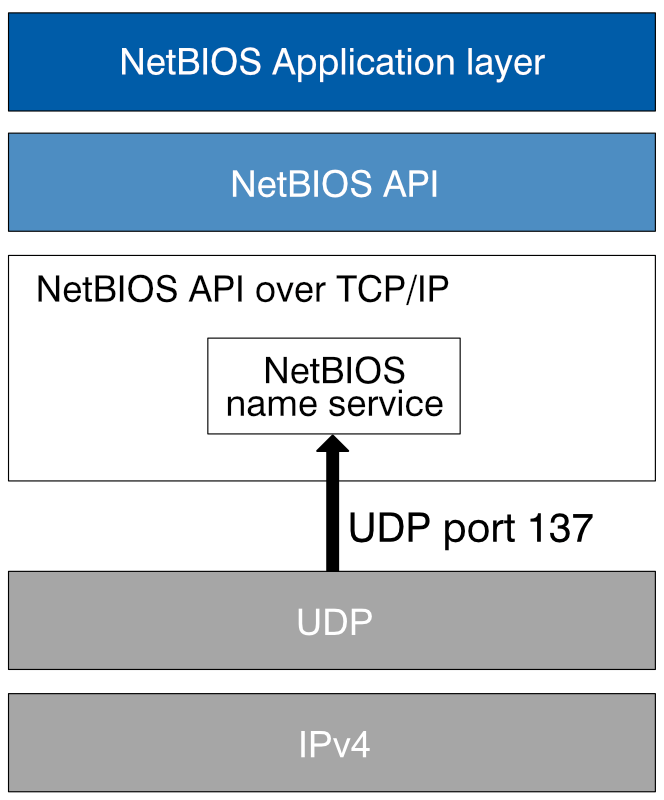 NetBIOS Application layer
NetBIOS API
NetBIOS API over TCP/IP
NetBIOS
name service
UDP port 137
UDP
IPv4